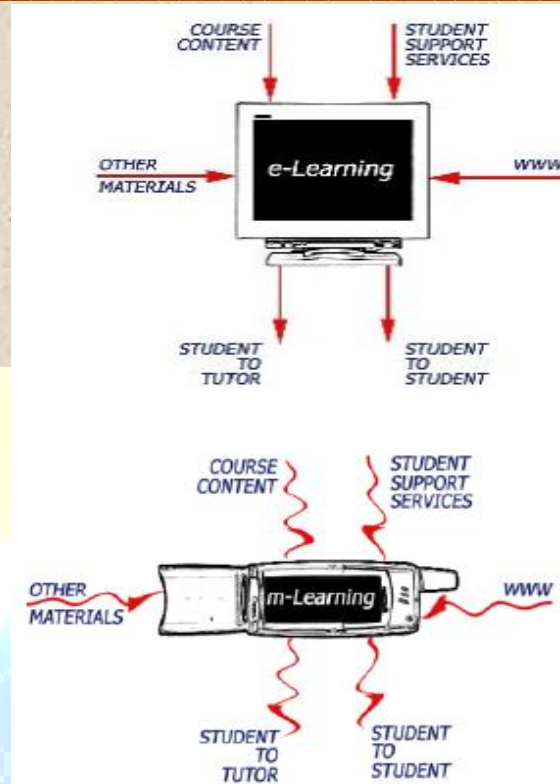 COURSE
CONTENT
STUDENT
SUPPORT
SERVICES
OTHER
MATERIALS
e-Learning
WWW
STUDENT
TO
TUTOR
STUDENT
TO
STUDENT
COURSE
CONTENT
STUDENT
SUPPORT
SERVICES
OTHER
MATERIALS
m-Learning
WWW
STUDENT
TO
TUTOR
STUDENT
TO
STUDENT